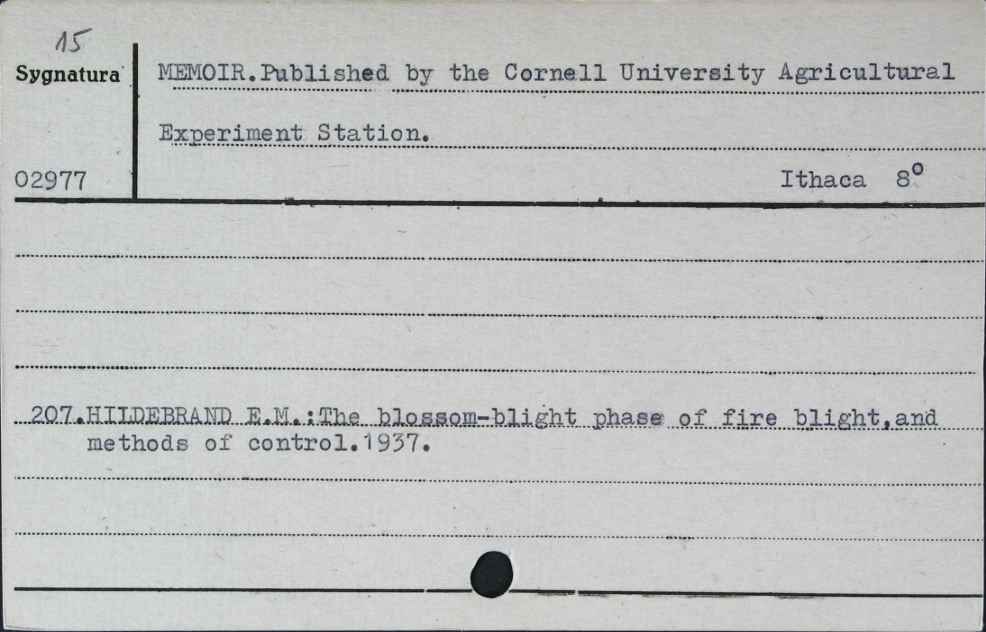 15
Sygnatura
MEMOIR.Published by the Cornell University Agricultural
Experiment Station.
02977
Ithaca 8º
207.HILDEBRAND E.M.:The blossom-blight phase of fire blight,and
methods of control.1937.